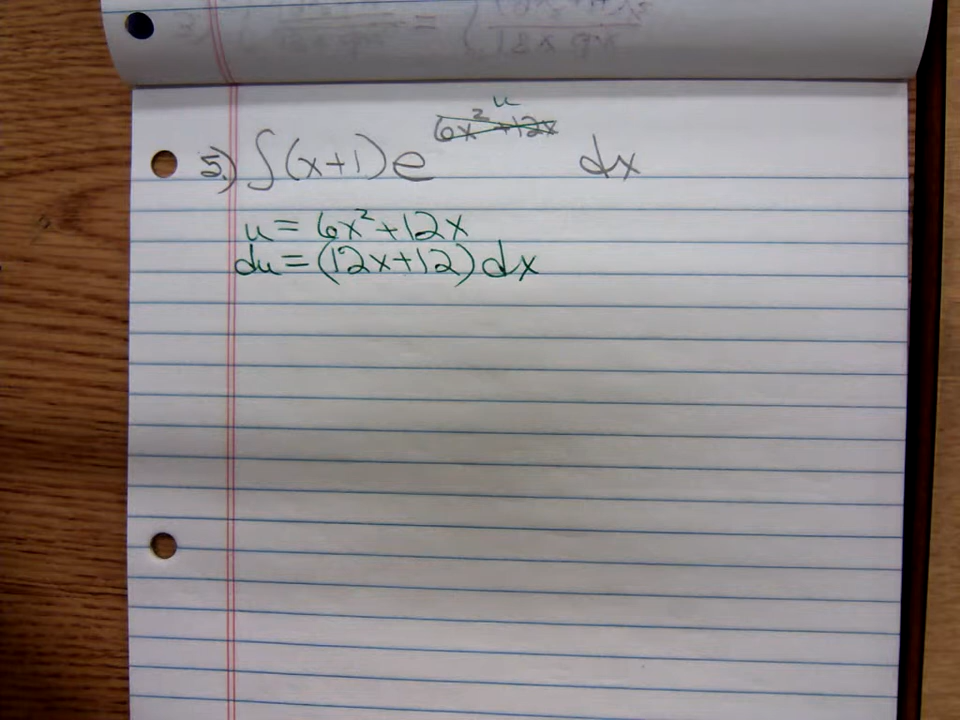 u
5.) ∫(x+1)e^{6x²+12x} dx
u = 6x²+12x
du = (12x+12)dx